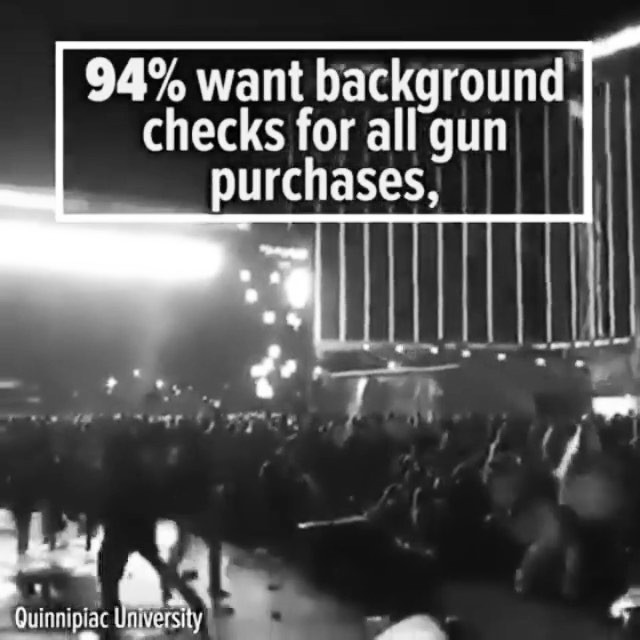 94% want background
checks for all gun
purchases,
Quinnipiac University